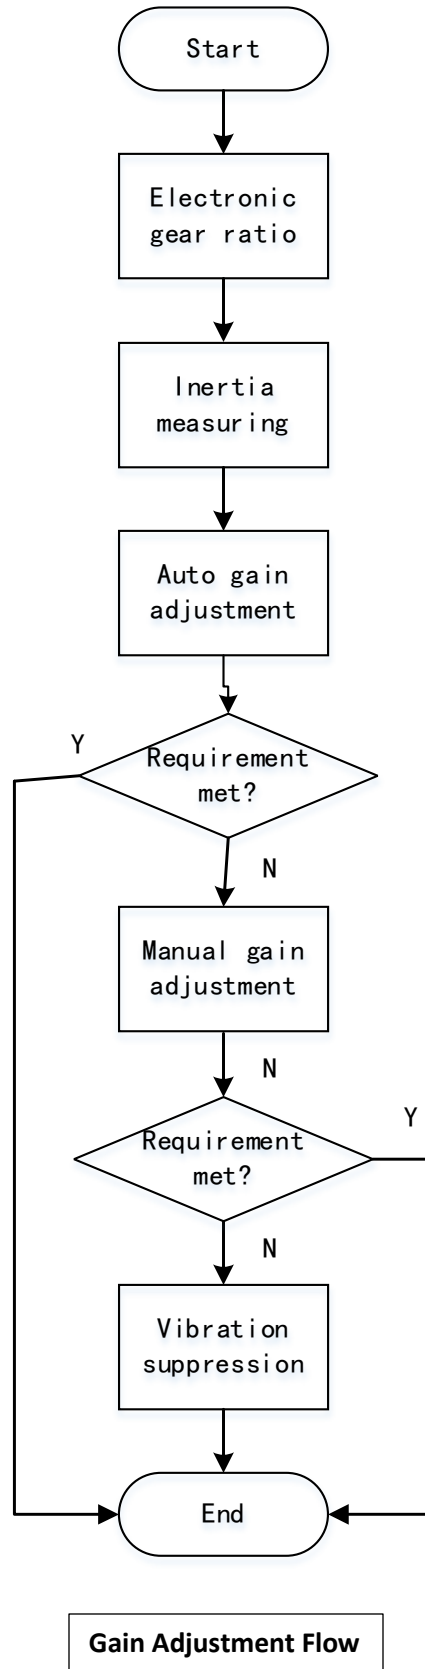 Start
Electronic
gear ratio
Inertia
measuring
Auto gain
adjustment
Y
Requirement
met?
N
Manual gain
adjustment
N
Y
Requirement
met?
N
Vibration
suppression
End
Gain Adjustment Flow